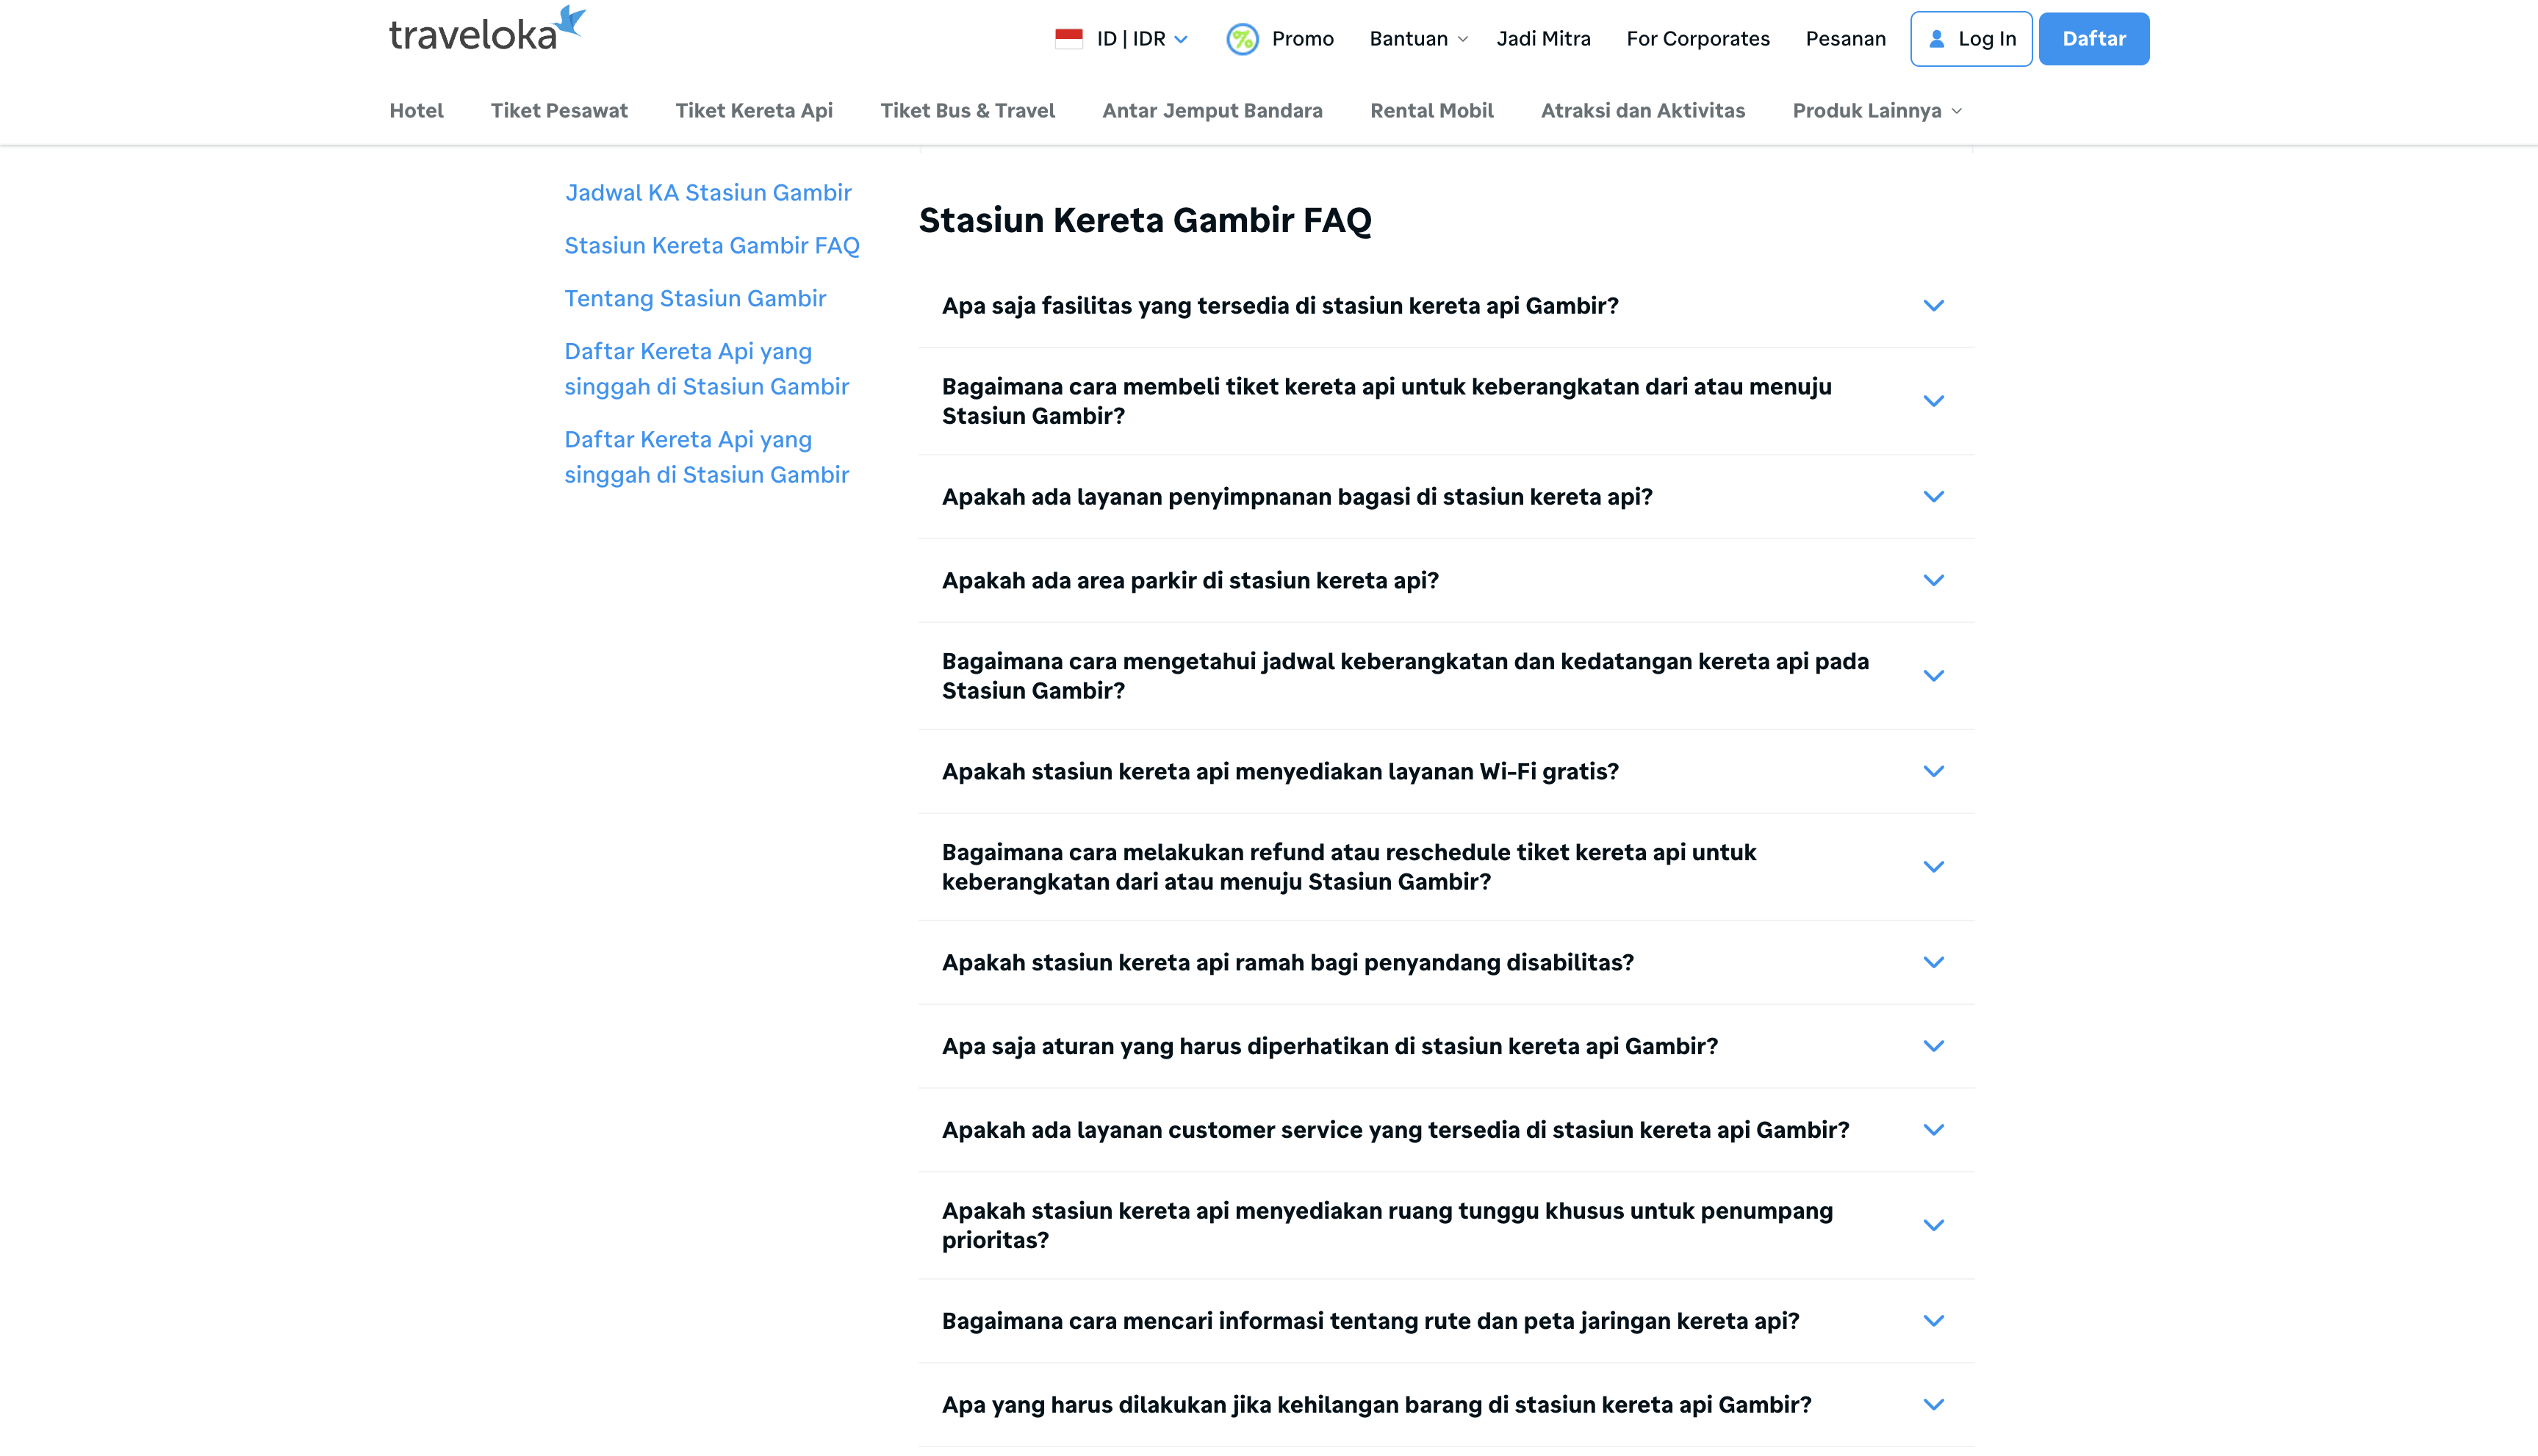 traveloka
ID | IDR
Promo
Bantuan
Jadi Mitra
For Corporates
Pesanan
Log In
Daftar
Hotel
Tiket Pesawat
Tiket Kereta Api
Tiket Bus & Travel
Antar Jemput Bandara
Rental Mobil
Atraksi dan Aktivitas
Produk Lainnya
Jadwal KA Stasiun Gambir
Stasiun Kereta Gambir FAQ
Tentang Stasiun Gambir
Daftar Kereta Api yang
singgah di Stasiun Gambir
Daftar Kereta Api yang
singgah di Stasiun Gambir
Stasiun Kereta Gambir FAQ
Apa saja fasilitas yang tersedia di stasiun kereta api Gambir?
Bagaimana cara membeli tiket kereta api untuk keberangkatan dari atau menuju
Stasiun Gambir?
Apakah ada layanan penyimpnanan bagasi di stasiun kereta api?
Apakah ada area parkir di stasiun kereta api?
Bagaimana cara mengetahui jadwal keberangkatan dan kedatangan kereta api pada
Stasiun Gambir?
Apakah stasiun kereta api menyediakan layanan Wi-Fi gratis?
Bagaimana cara melakukan refund atau reschedule tiket kereta api untuk
keberangkatan dari atau menuju Stasiun Gambir?
Apakah stasiun kereta api ramah bagi penyandang disabilitas?
Apa saja aturan yang harus diperhatikan di stasiun kereta api Gambir?
Apakah ada layanan customer service yang tersedia di stasiun kereta api Gambir?
Apakah stasiun kereta api menyediakan ruang tunggu khusus untuk penumpang
prioritas?
Bagaimana cara mencari informasi tentang rute dan peta jaringan kereta api?
Apa yang harus dilakukan jika kehilangan barang di stasiun kereta api Gambir?